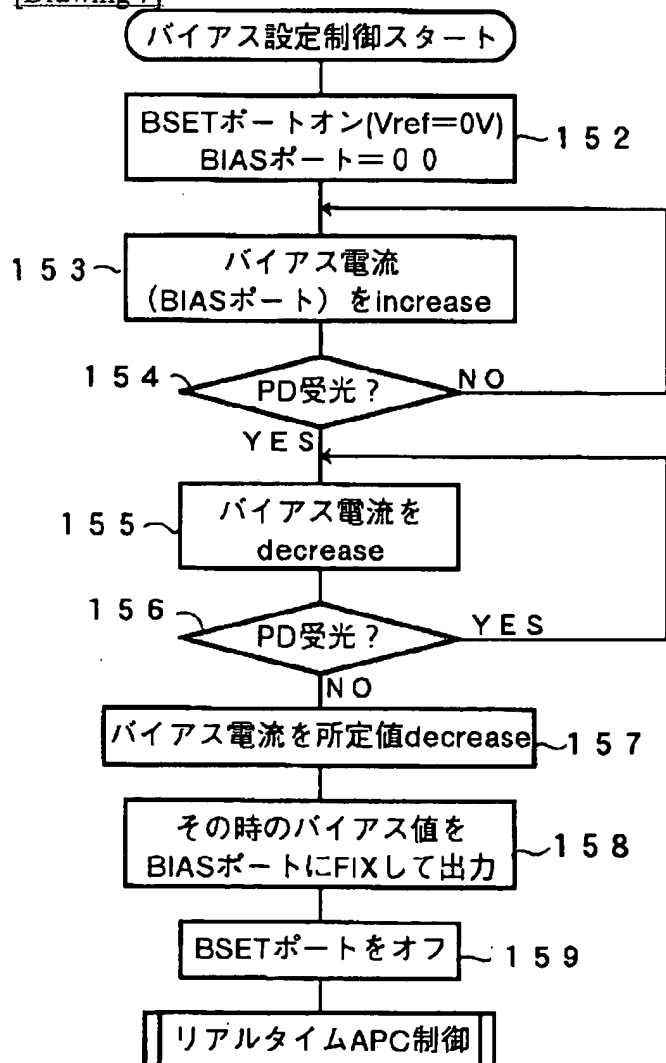 バイアス設定制御スタート
BSETポートオン(Vref=0V)
BIASポート=00
152
153
バイアス電流
(BIASポート)をincrease
154
PD受光?
NO
YES
155
バイアス電流を
decrease
156
PD受光?
YES
NO
バイアス電流を所定値decrease
157
その時のバイアス値を
BIASポートにFIXして出力
158
BSETポートをオフ
159
リアルタイムAPC制御